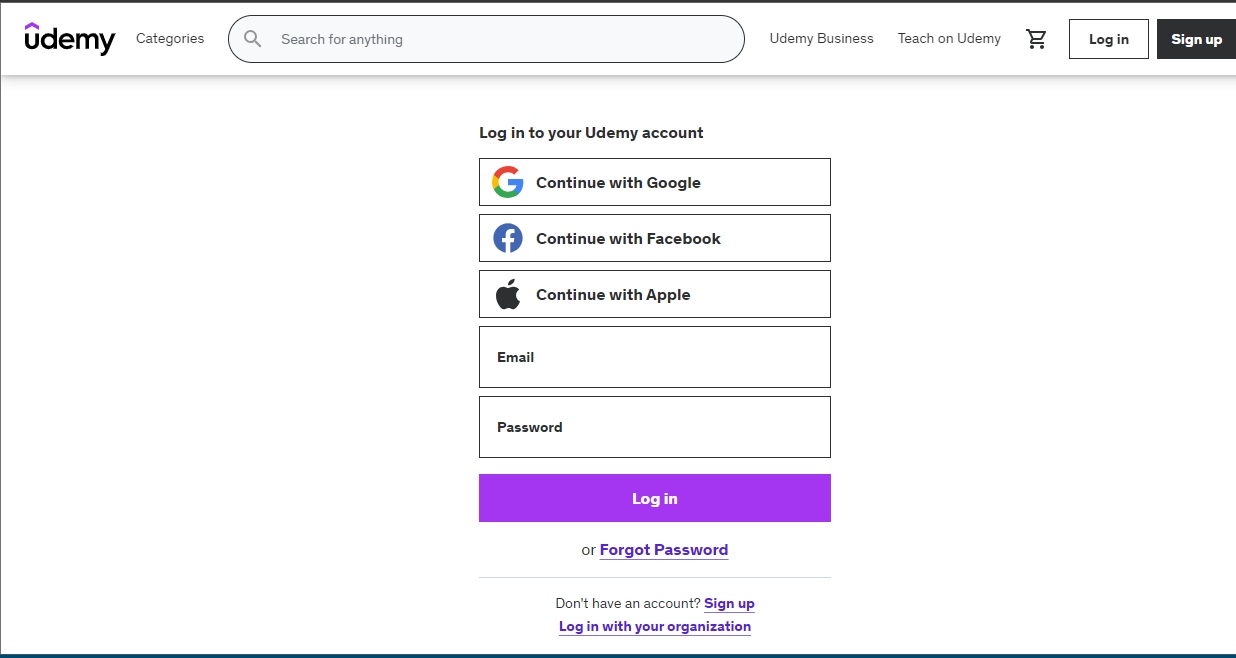 udemy Categories Search for anything Udemy Business Teach on Udemy Log in Sign up
Log in to your Udemy account
Continue with Google
Continue with Facebook
Continue with Apple
Email
Password
Log in
or Forgot Password
Don't have an account? Sign up
Log in with your organization